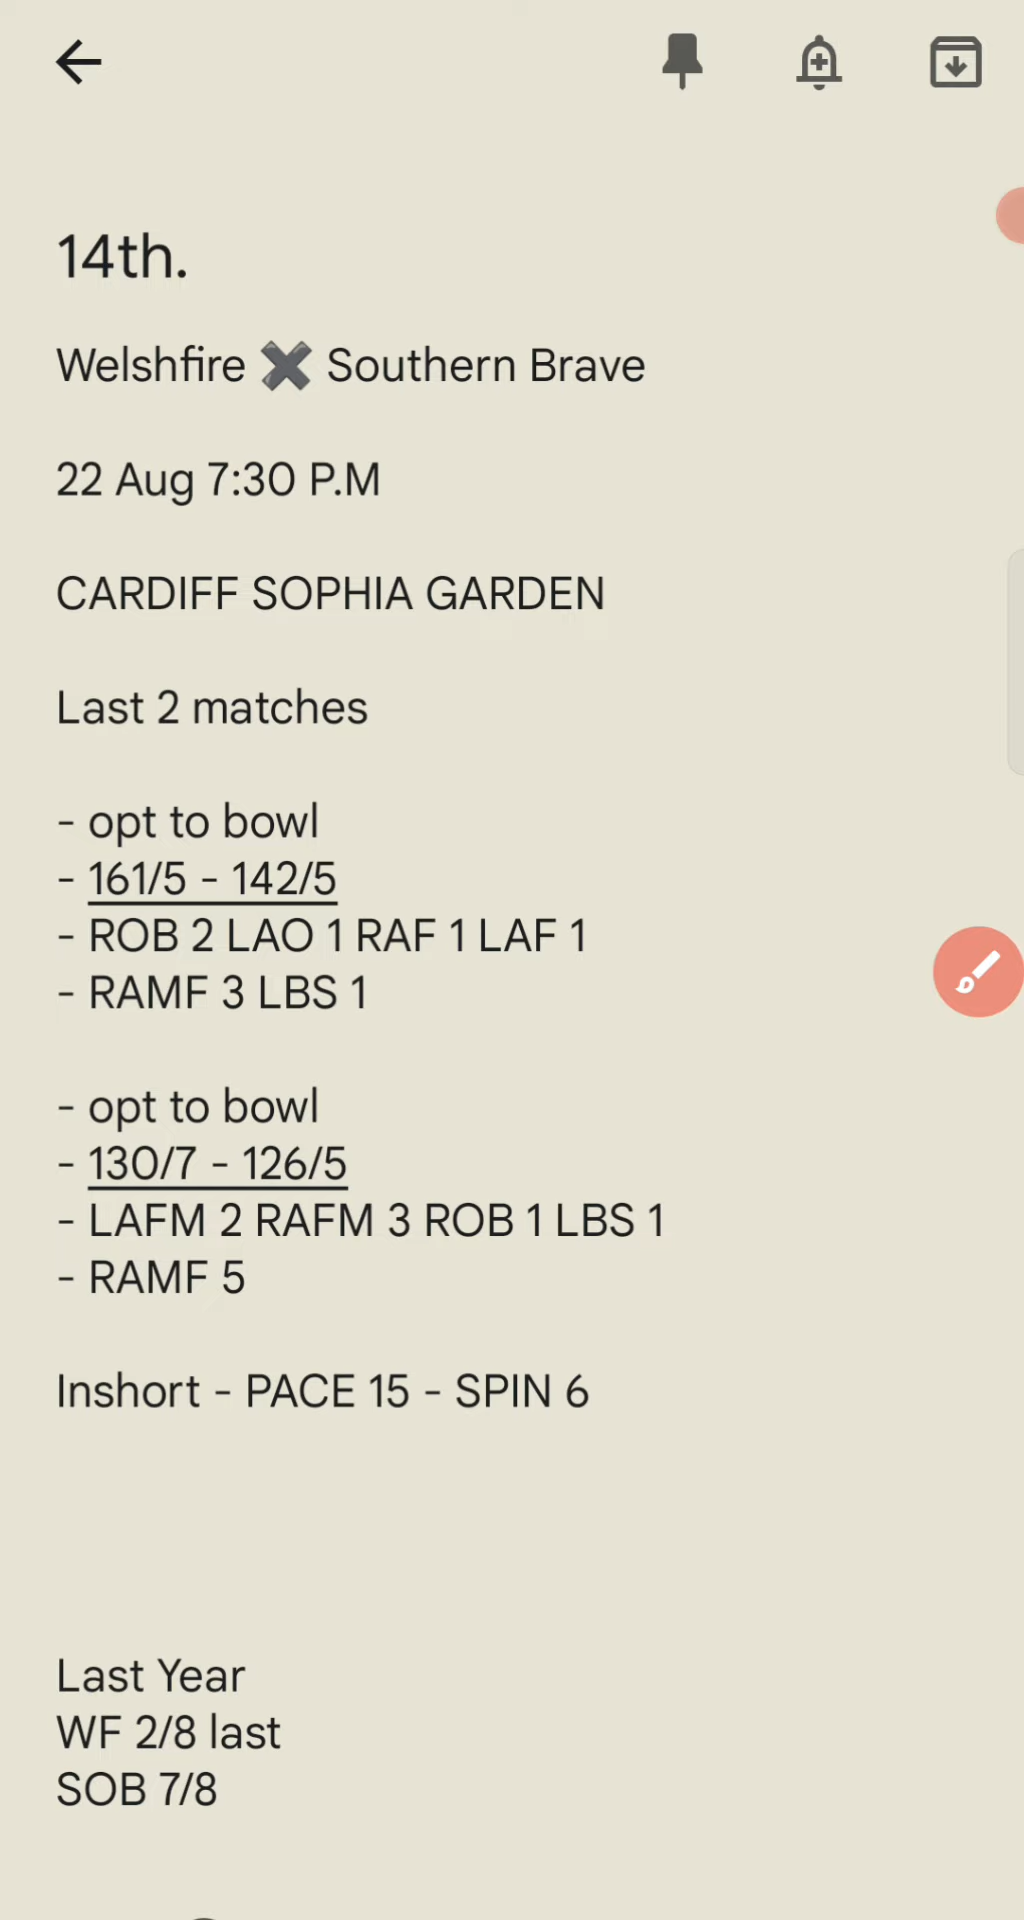 14th.
Welshfire ✖ Southern Brave
22 Aug 7:30 P.M
CARDIFF SOPHIA GARDEN
Last 2 matches
- opt to bowl
- 161/5 - 142/5
- ROB 2 LAO 1 RAF 1 LAF 1
- RAMF 3 LBS 1
- opt to bowl
- 130/7 - 126/5
- LAFM 2 RAFM 3 ROB 1 LBS 1
- RAMF 5
Inshort - PACE 15 - SPIN 6
Last Year
WF 2/8 last
SOB 7/8